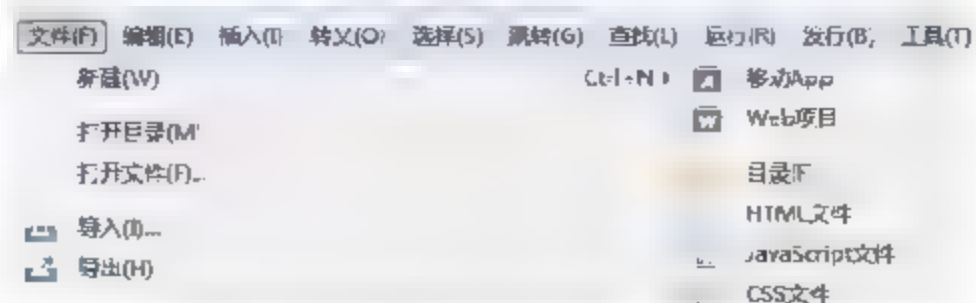 文件(F) 编辑(E) 插入(I) 转义(O) 选择(S) 跳转(G) 查找(L) 运行(R) 发行(B) 工具(T)
新建(W) Ctrl+N
移动App
Web项目
打开目录(M)
打开文件(F)...
目录(F)
HTML文件
导入(I)...
JavaScript文件
导出(H)
CSS文件